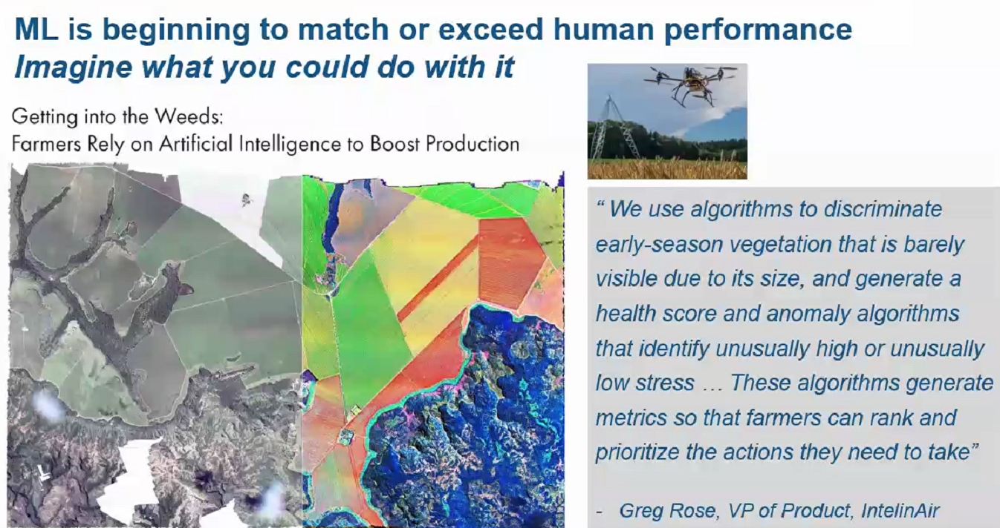 ML is beginning to match or exceed human performance
Imagine what you could do with it
Getting into the Weeds:
Farmers Rely on Artificial Intelligence to Boost Production
“ We use algorithms to discriminate
early-season vegetation that is barely
visible due to its size, and generate a
health score and anomaly algorithms
that identify unusually high or unusually
low stress … These algorithms generate
metrics so that farmers can rank and
prioritize the actions they need to take”
- Greg Rose, VP of Product, IntelinAir